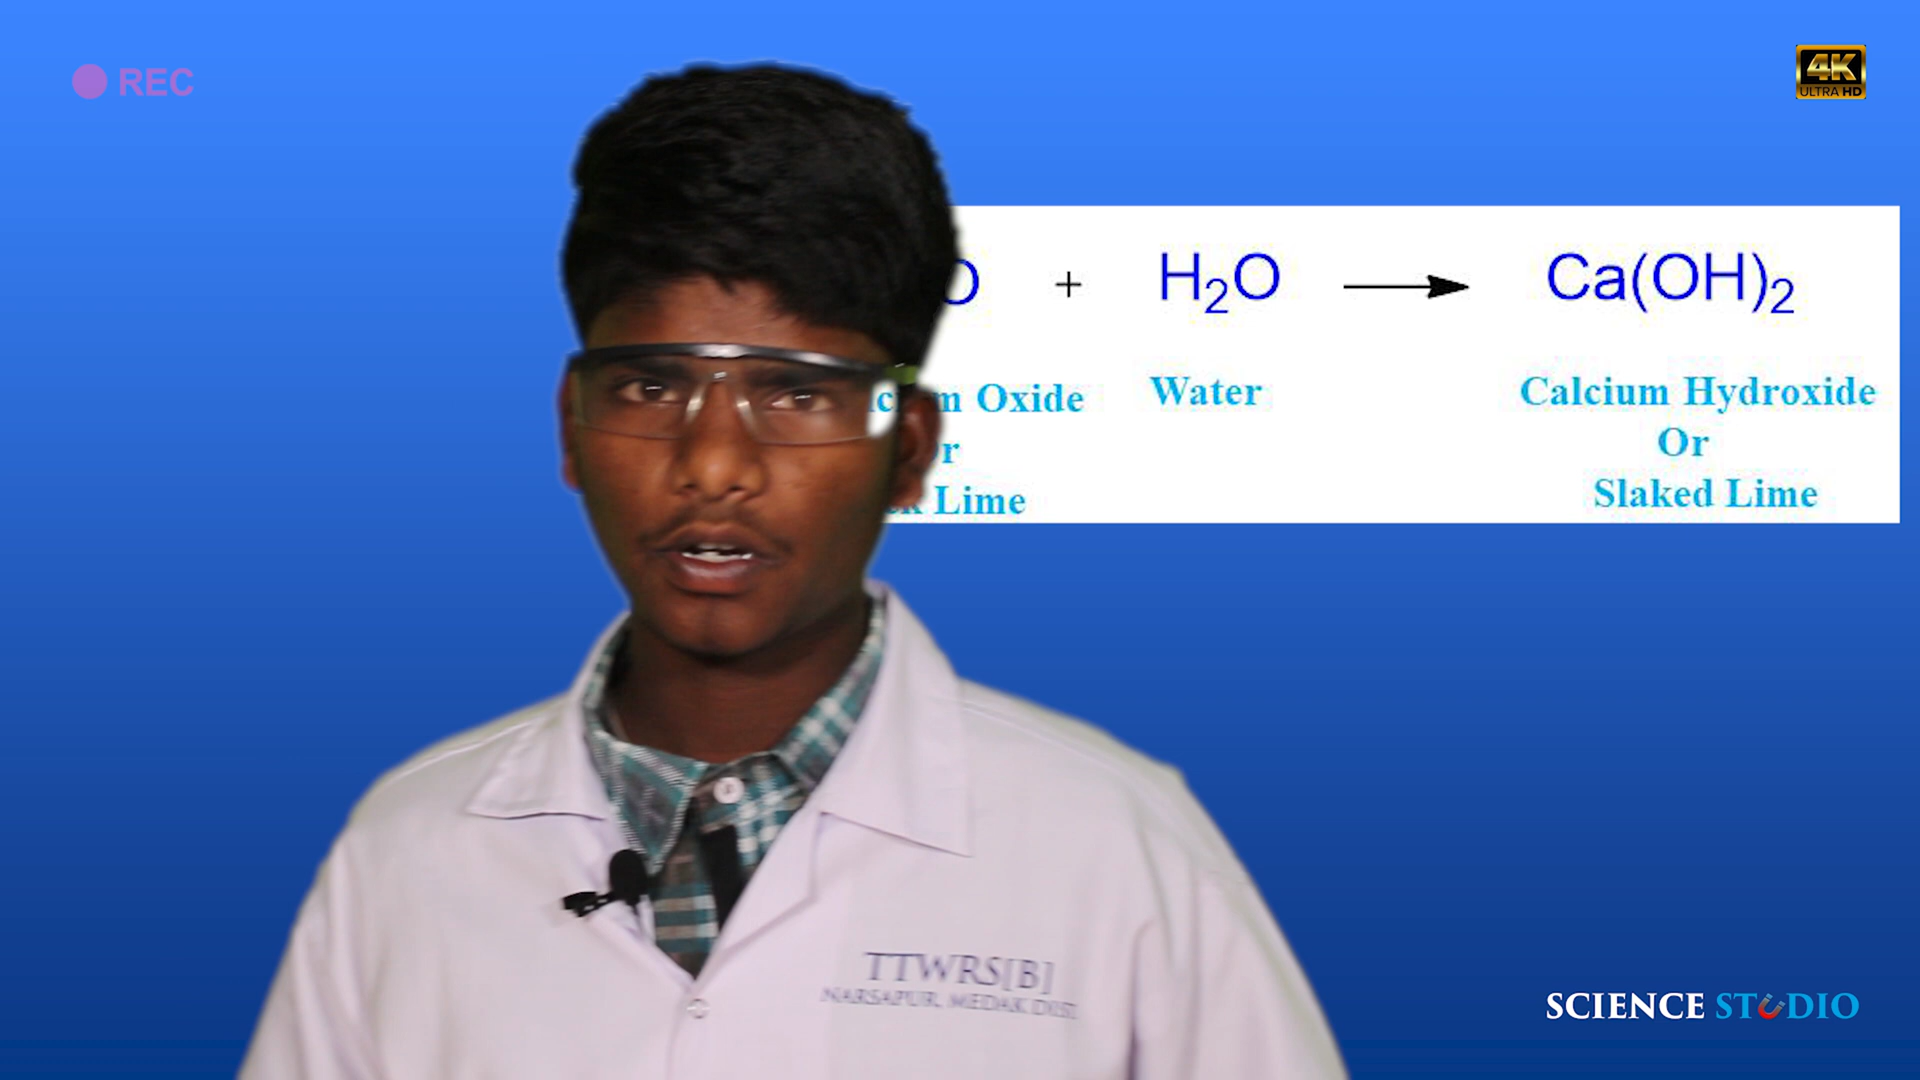 REC
4K
ULTRA HD
O + H₂O → Ca(OH)₂
Oxide Water Calcium Hydroxide
Or
Lime Slaked Lime
TTWRS[B]
NARSAPUR, MEDAK DIST
SCIENCE STUDIO